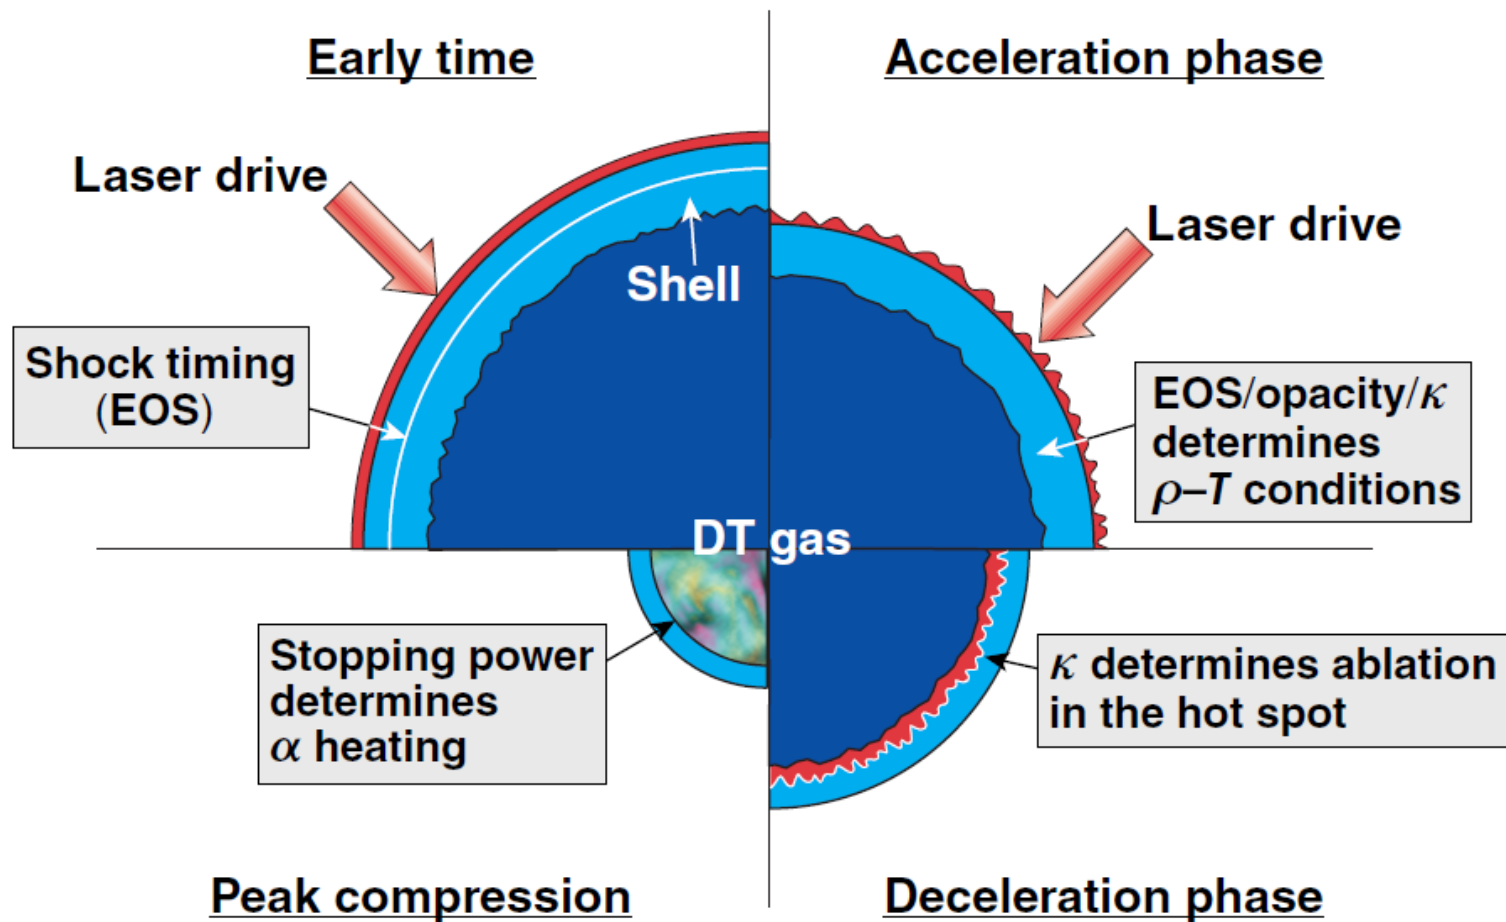 Early time
Acceleration phase
Laser drive
Laser drive
Shell
Shock timing
(EOS)
EOS/opacity/κ
determines
ρ–T conditions
DT gas
Stopping power
determines
α heating
κ determines ablation
in the hot spot
Peak compression
Deceleration phase